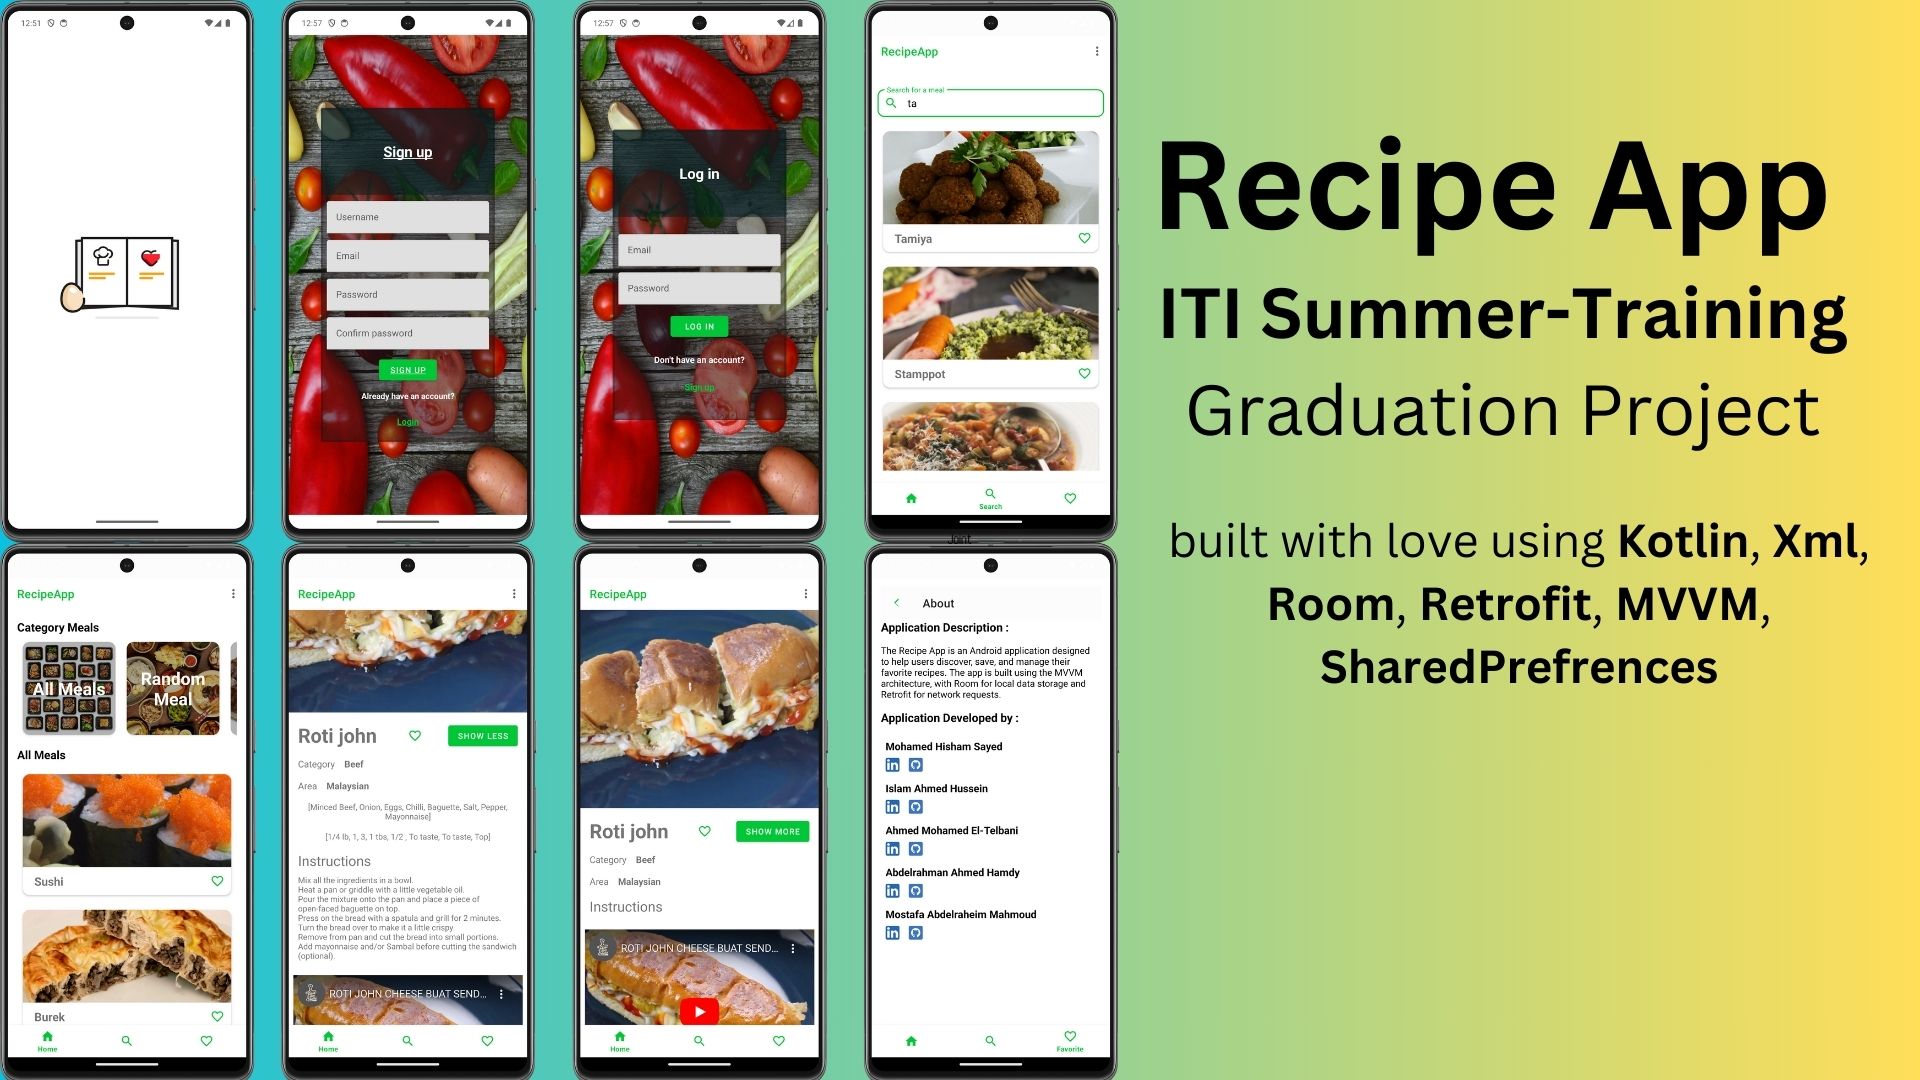 12:51
12:57
Sign up
Username
Email
Password
Confirm password
SIGN UP
Already have an account?
Login
12:57
Log in
Email
Password
LOG IN
Don't have an account?
Sign up
RecipeApp
Search for a meal
ta
Tamiya
Stamppot
Search
Joint
RecipeApp
Category Meals
All Meals
Random
Meal
All Meals
Sushi
Burek
Home
RecipeApp
Roti john
SHOW LESS
Category Beef
Area Malaysian
[Minced Beef, Onion, Eggs, Chilli, Baguette, Salt, Pepper,
Mayonnaise]
[1/4 lb, 1, 3, 1 tbs, 1/2 , To taste, To taste, Top]
Instructions
Mix all the ingredients in a bowl.
Heat a pan or griddle with a little vegetable oil.
Pour the mixture onto the pan and place a piece of
open-faced baguette on top.
Press on the bread with a spatula and grill for 2 minutes.
Turn the bread over to make it a little crispy.
Remove from pan and cut the bread into small portions.
Add mayonnaise and/or Sambal before cutting the sandwich
(optional).
ROTI JOHN CHEESE BUAT SEND...
Home
RecipeApp
Roti john
SHOW MORE
Category Beef
Area Malaysian
Instructions
ROTI JOHN CHEESE BUAT SEND...
Home
About
Application Description :
The Recipe App is an Android application designed
to help users discover, save, and manage their
favorite recipes. The app is built using the MVVM
architecture, with Room for local data storage and
Retrofit for network requests.
Application Developed by :
Mohamed Hisham Sayed
in
Islam Ahmed Hussein
in
Ahmed Mohamed El-Telbani
in
Abdelrahman Ahmed Hamdy
in
Mostafa Abdelraheim Mahmoud
in
Favorite
Recipe App
ITI Summer-Training
Graduation Project
built with love using Kotlin, Xml,
Room, Retrofit, MVVM,
SharedPrefrences